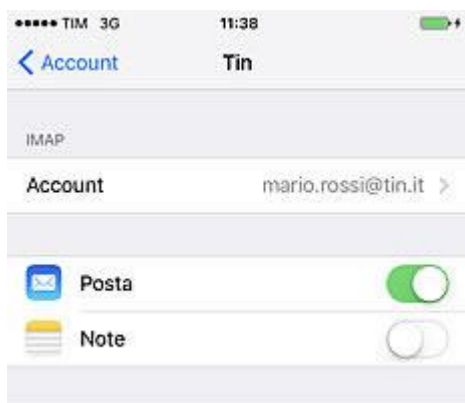 TIM 3G 11:38
Account Tin
IMAP
Account mario.rossi@tin.it
Posta
Note